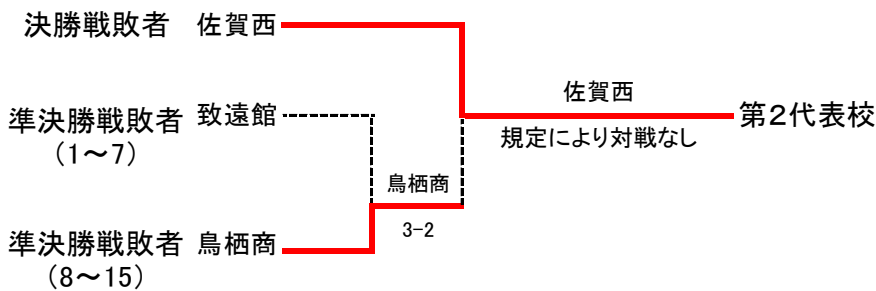 決勝戦敗者 佐賀西
佐賀西
準決勝戦敗者 致遠館
(1～7)
第2代表校
規定により対戦なし
鳥栖商
3-2
準決勝戦敗者 鳥栖商
(8～15)